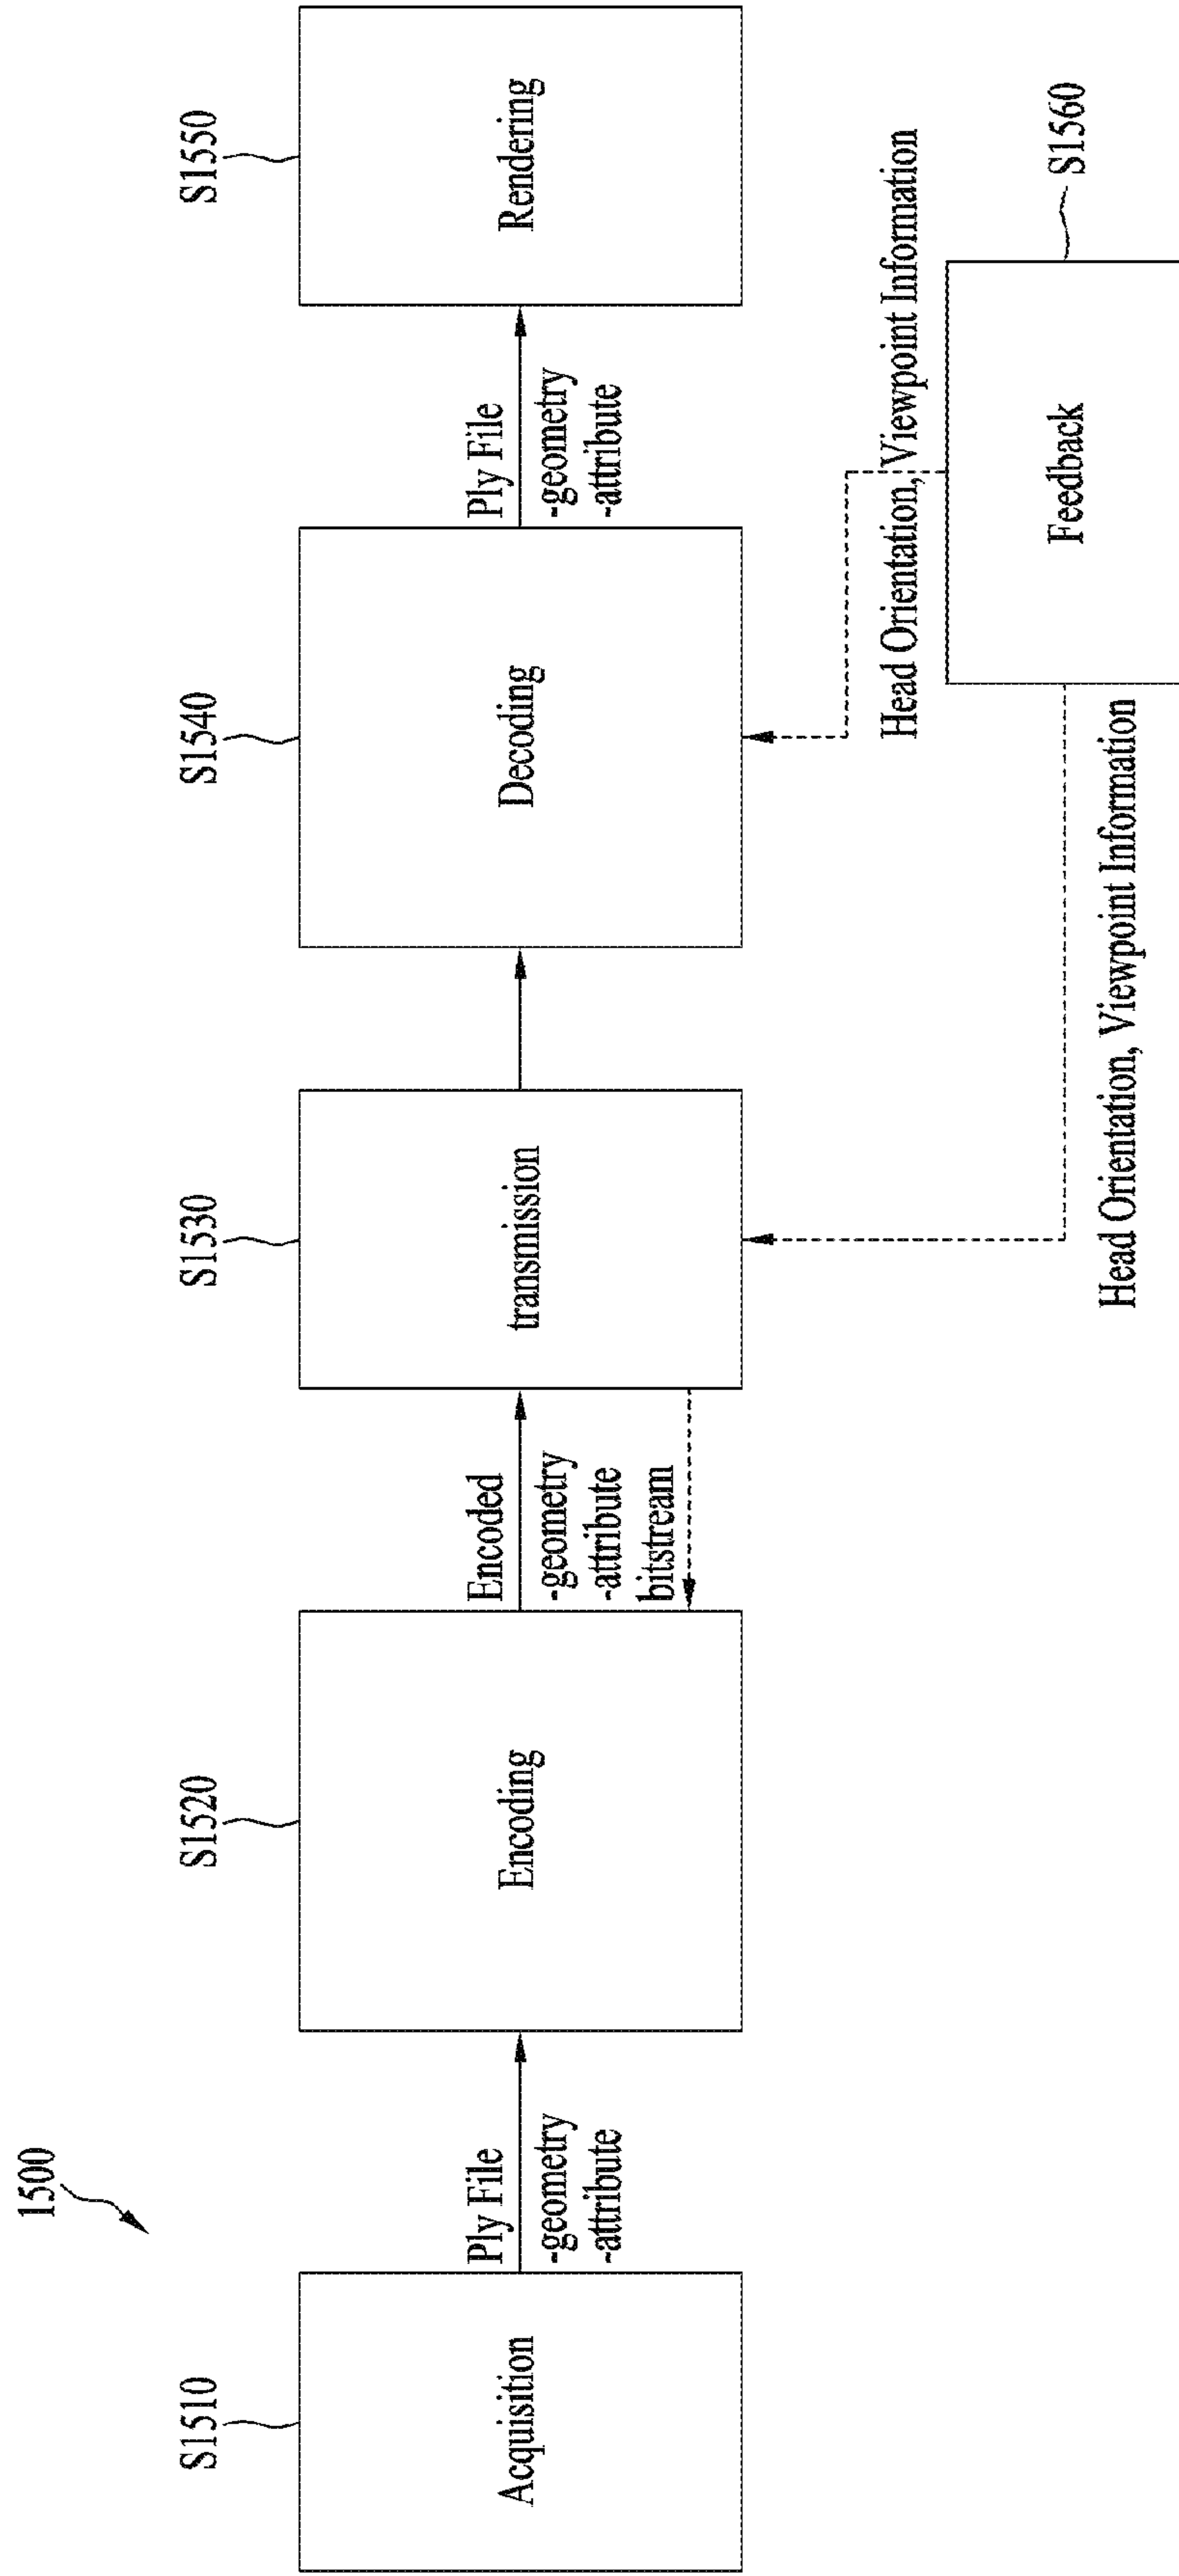 1500
S1510
Acquisition
Ply File
-geometry
-attribute
S1520
Encoding
Encoded
-geometry
-attribute
bitstream
S1530
transmission
S1540
Decoding
Ply File
-geometry
-attribute
S1550
Rendering
Head Orientation, Viewpoint Information
Head Orientation, Viewpoint Information
Feedback
S1560